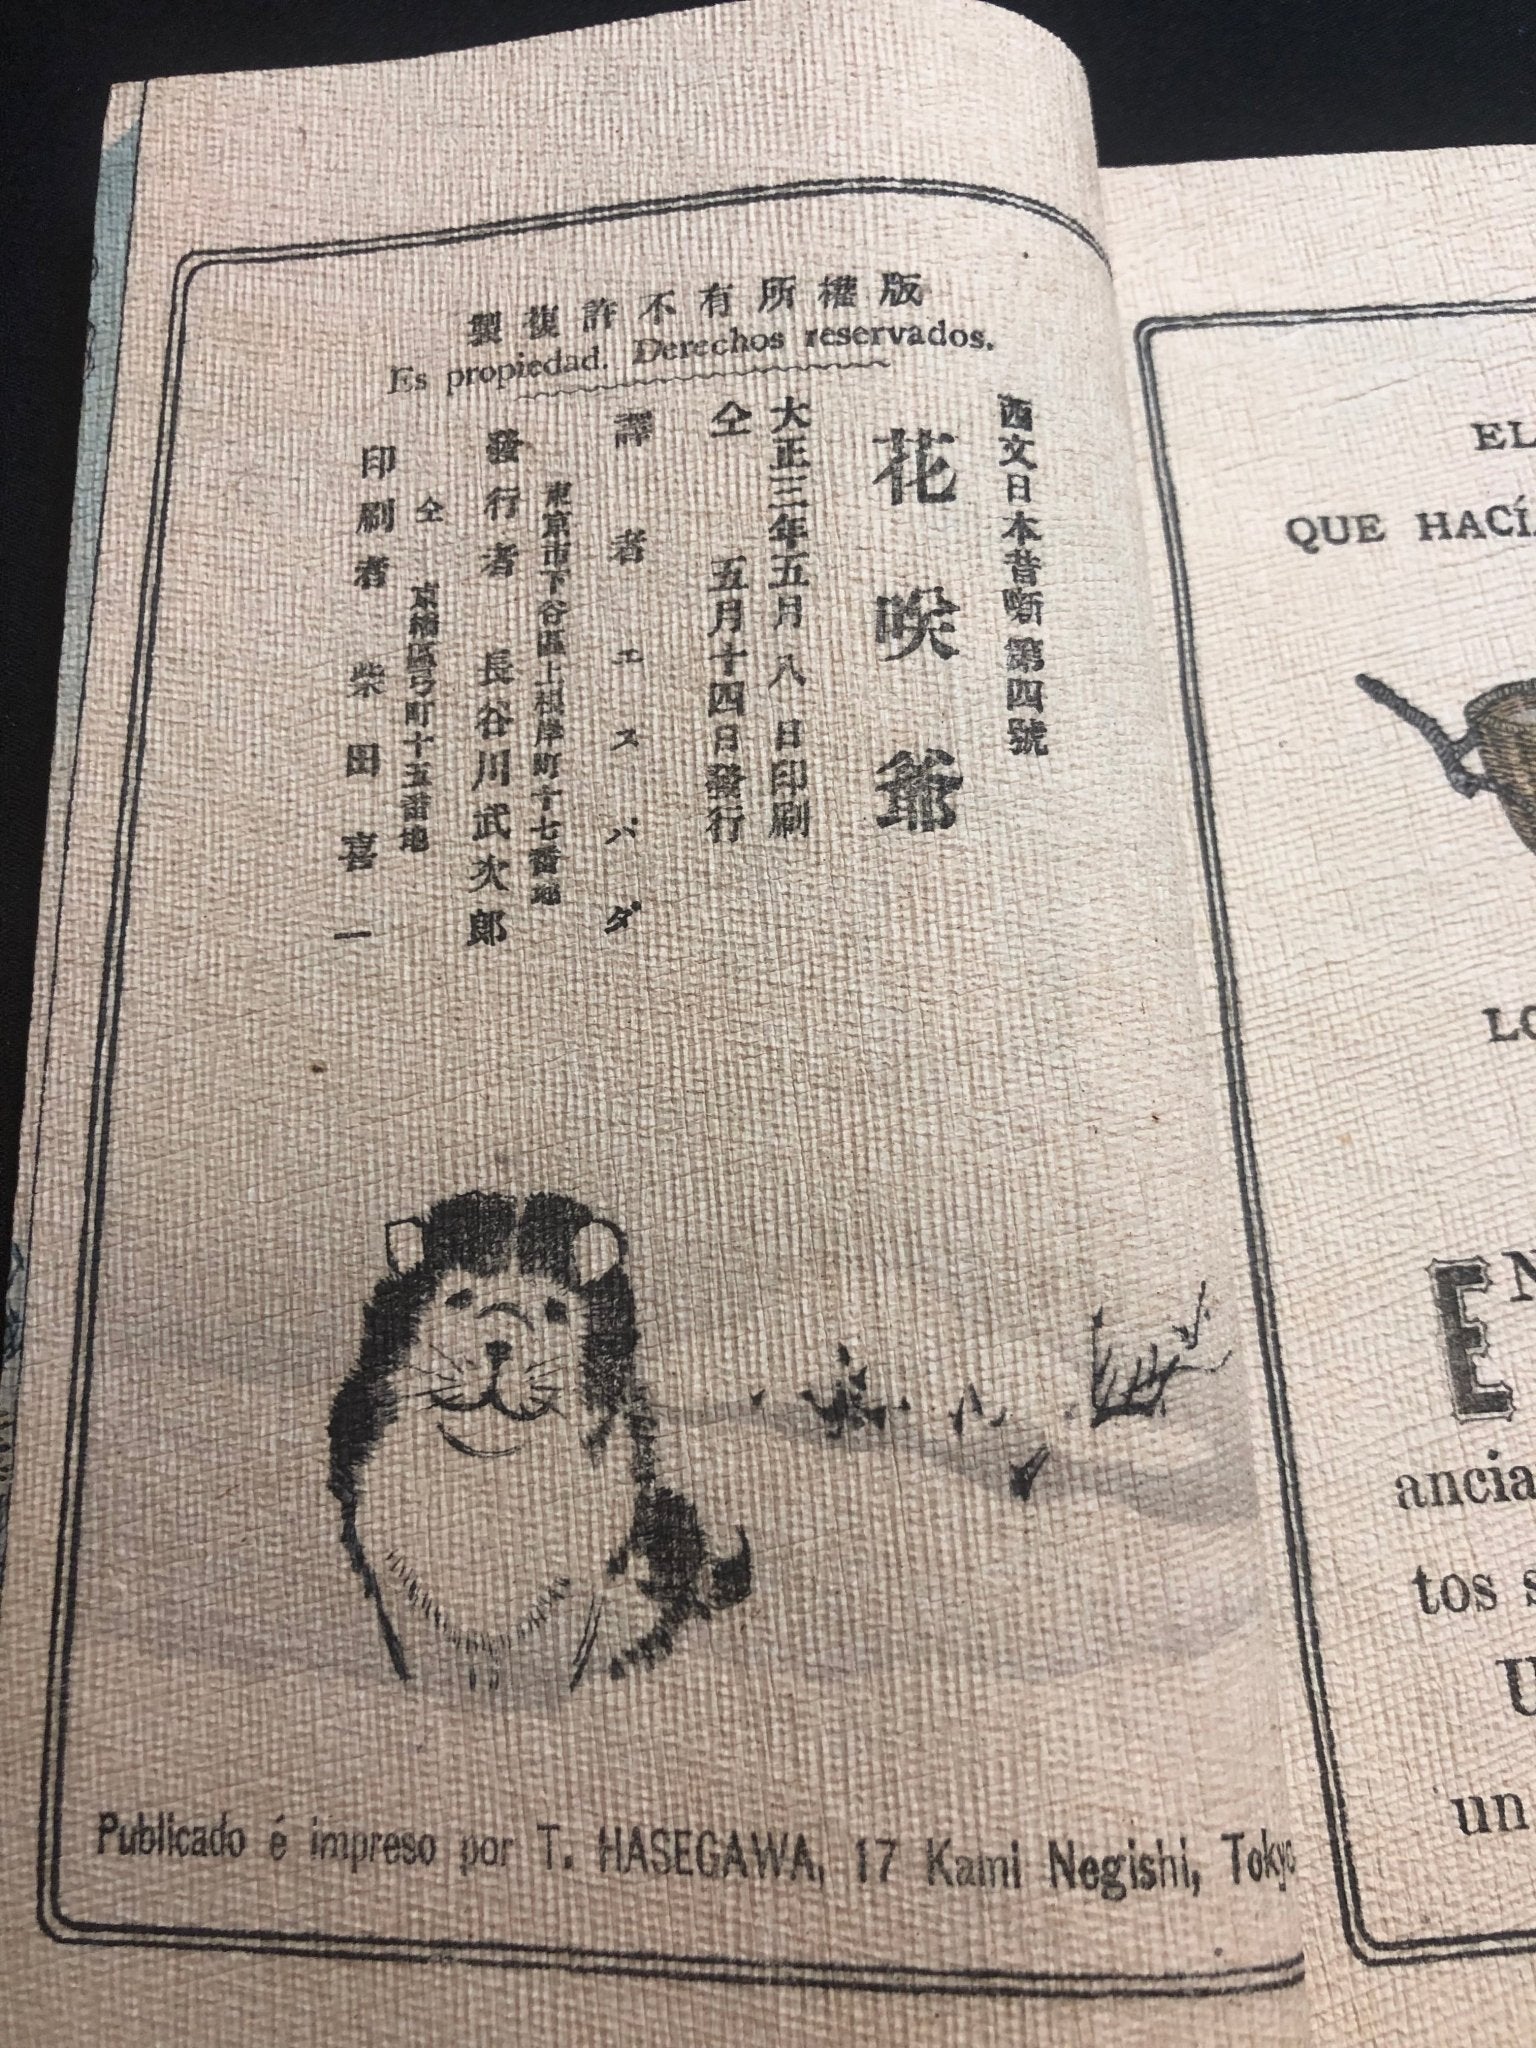 製複許不有所權版
Es propiedad. Derechos reservados.
西文日本昔噺第四號
花咲爺
大正三年五月八日印刷
仝 五月十四日發行
譯者 エスパダ
東京市下谷區上根岸町十七番地
發行者 長谷川武次郎
仝 京橋區弓町十五番地
印刷者 柴田喜一
Publicado é impreso por T. HASEGAWA, 17 Kami Negishi, Tokyo
EL
QUE HACÍ
LO
EN
ancia
tos s
U
un